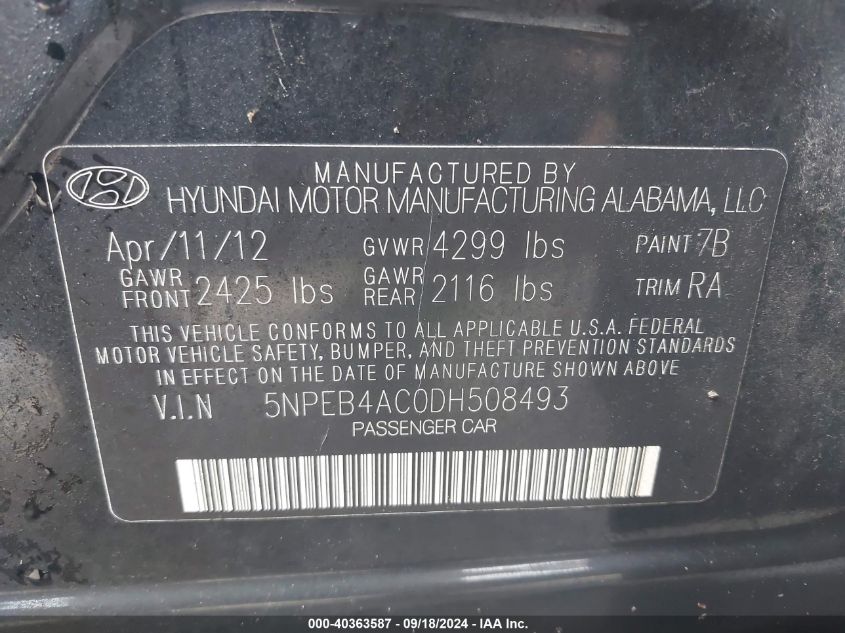 MANUFACTURED BY
HYUNDAI MOTOR MANUFACTURING ALABAMA, LLC
Apr/11/12 GVWR 4299 lbs PAINT 7B
GAWR FRONT 2425 lbs GAWR REAR 2116 lbs TRIM RA
THIS VEHICLE CONFORMS TO ALL APPLICABLE U.S.A. FEDERAL
MOTOR VEHICLE SAFETY, BUMPER, AND THEFT PREVENTION STANDARDS
IN EFFECT ON THE DATE OF MANUFACTURE SHOWN ABOVE.
V.I.N 5NPEB4AC0DH508493
PASSENGER CAR
000-40363587 - 09/18/2024 - IAA Inc.